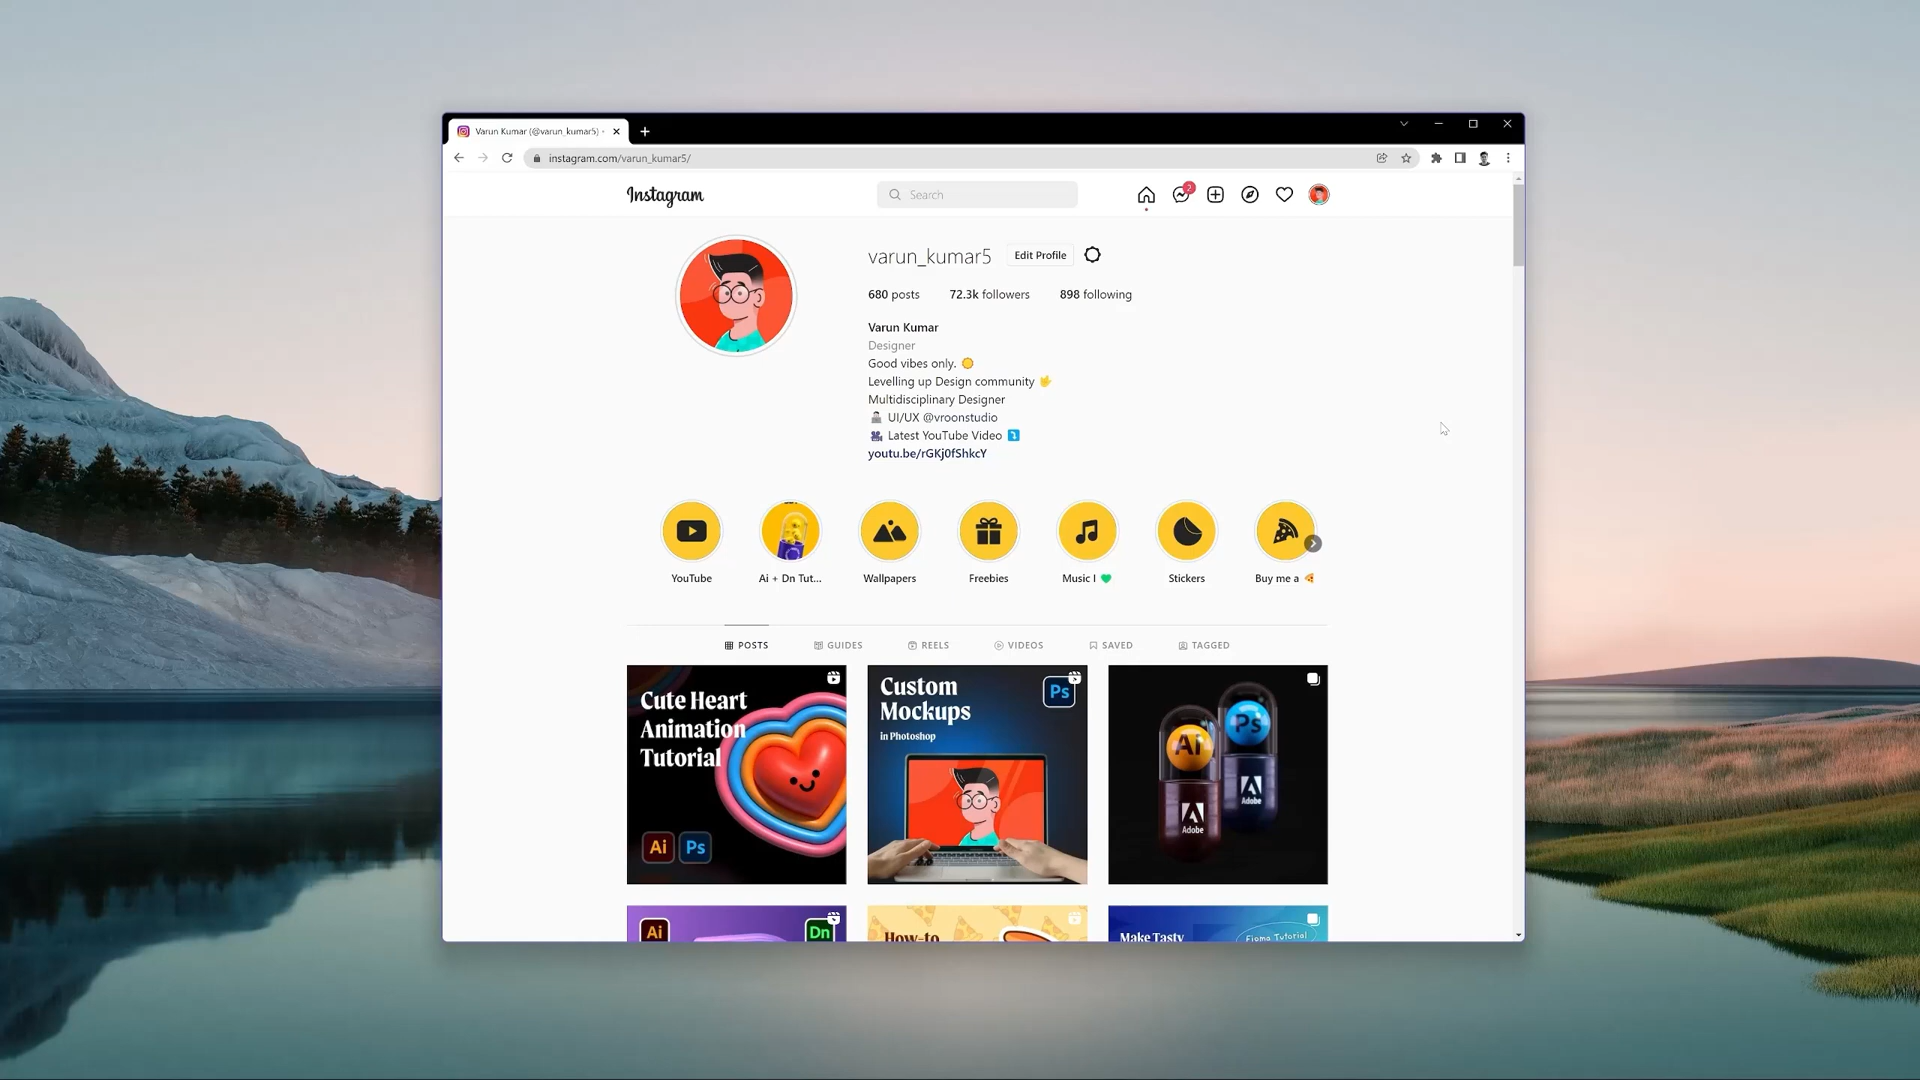 Varun Kumar (@varun_kumar5) •
instagram.com/varun_kumar5/
Instagram
Search
2
varun_kumar5
Edit Profile
680 posts
72.3k followers
898 following
Varun Kumar
Designer
Good vibes only.
Levelling up Design community
Multidisciplinary Designer
UI/UX @vroonstudio
Latest YouTube Video
youtu.be/rGKj0fShkcY
YouTube
Ai + Dn Tut...
Wallpapers
Freebies
Music I 💚
Stickers
Buy me a 🍕
POSTS
GUIDES
REELS
VIDEOS
SAVED
TAGGED
Cute Heart
Animation
Tutorial
Ai
Ps
Custom
Mockups
in Photoshop
Ps
Ai
Ps
Adobe
Adobe
Ai
Dn
How-to
Make Tasty
Figma Tutorial